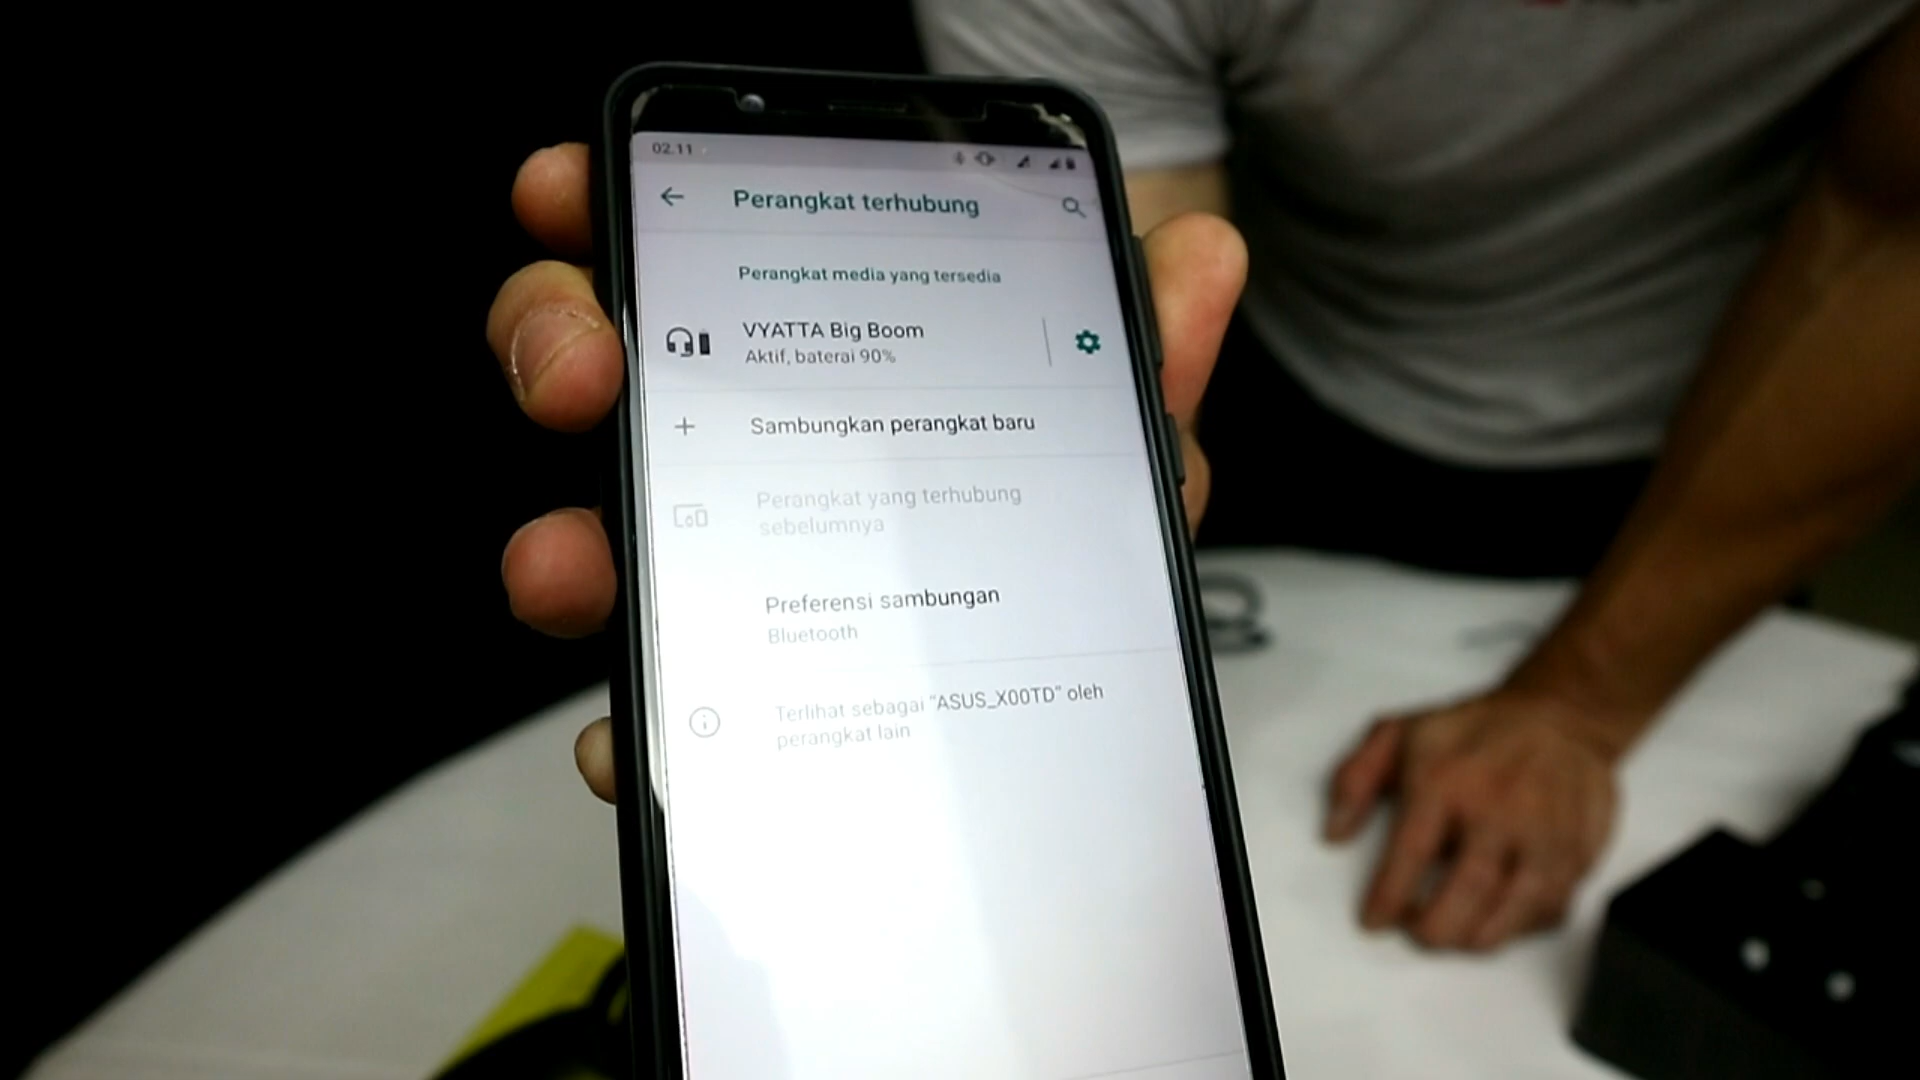 02.11
Perangkat terhubung
Perangkat media yang tersedia
VYATTA Big Boom
Aktif, baterai 90%
Sambungkan perangkat baru
Perangkat yang terhubung
sebelumnya
Preferensi sambungan
Bluetooth
Terlihat sebagai "ASUS_X00TD" oleh
perangkat lain